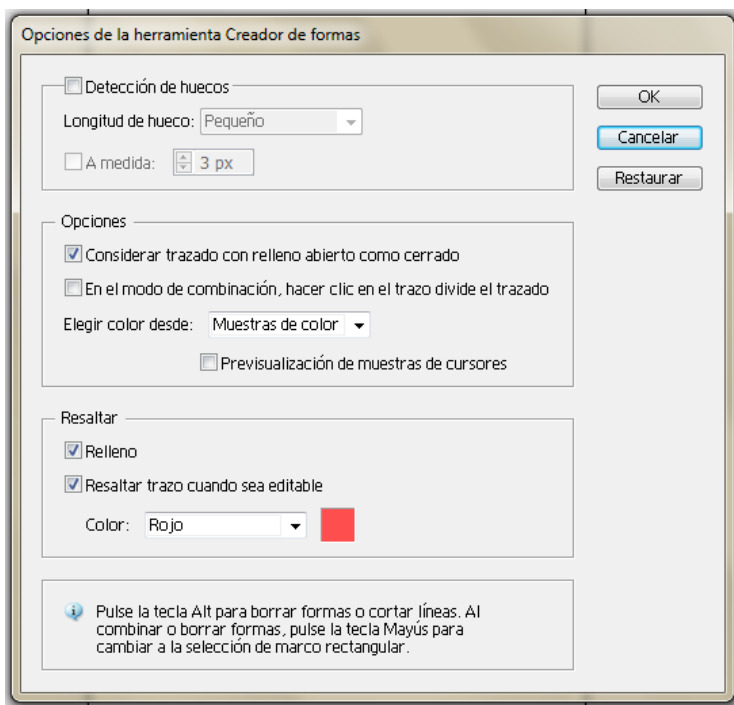 Opciones de la herramienta Creador de formas
Detección de huecos
Longitud de hueco: Pequeño
A medida: 3 px
OK
Cancelar
Restaurar
Opciones
Considerar trazado con relleno abierto como cerrado
En el modo de combinación, hacer clic en el trazo divide el trazado
Elegir color desde: Muestras de color
Previsualización de muestras de cursores
Resaltar
Relleno
Resaltar trazo cuando sea editable
Color: Rojo
Pulse la tecla Alt para borrar formas o cortar líneas. Al
combinar o borrar formas, pulse la tecla Mayús para
cambiar a la selección de marco rectangular.